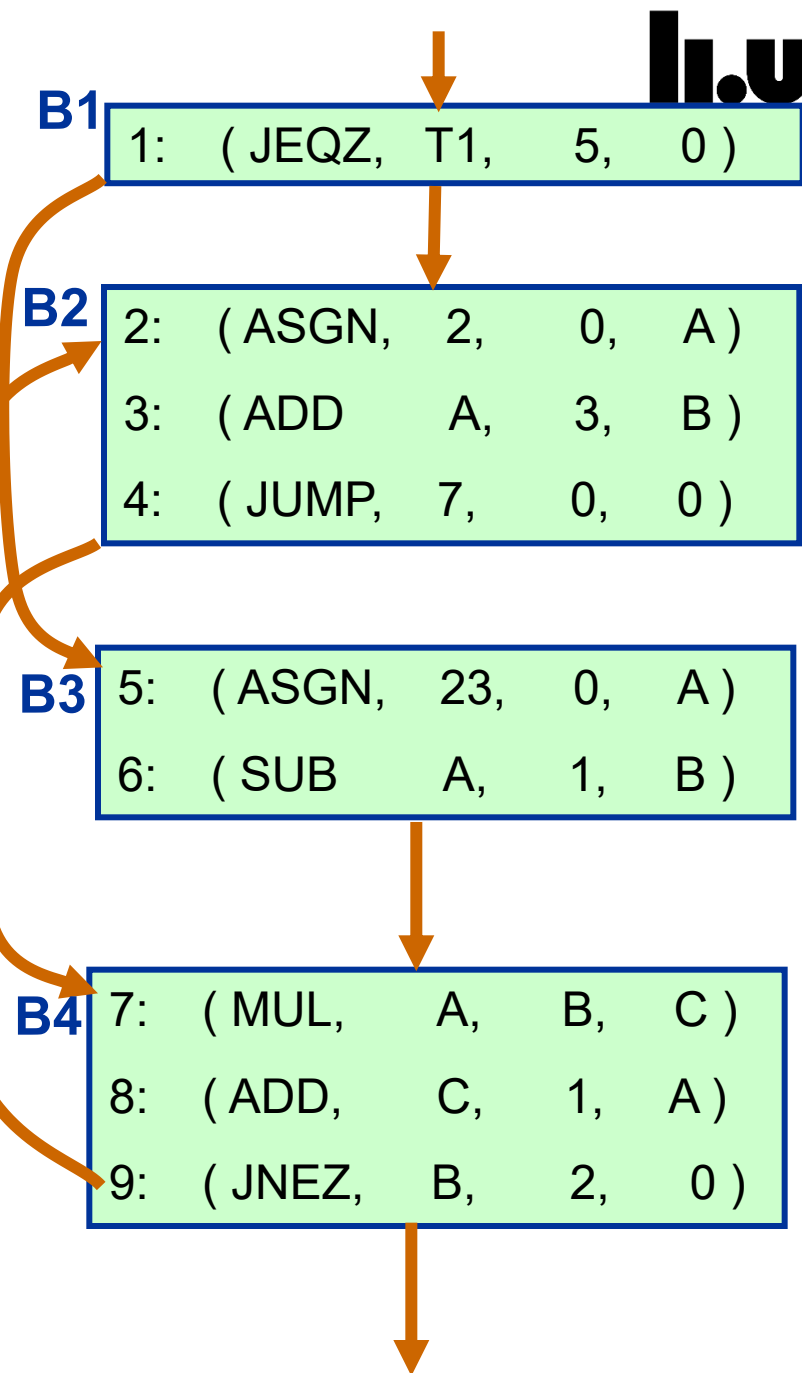 li.u
B1
1: ( JEQZ, T1, 5, 0 )
B2
2: ( ASGN, 2, 0, A )
3: ( ADD A, 3, B )
4: ( JUMP, 7, 0, 0 )
B3
5: ( ASGN, 23, 0, A )
6: ( SUB A, 1, B )
B4
7: ( MUL, A, B, C )
8: ( ADD, C, 1, A )
9: ( JNEZ, B, 2, 0 )